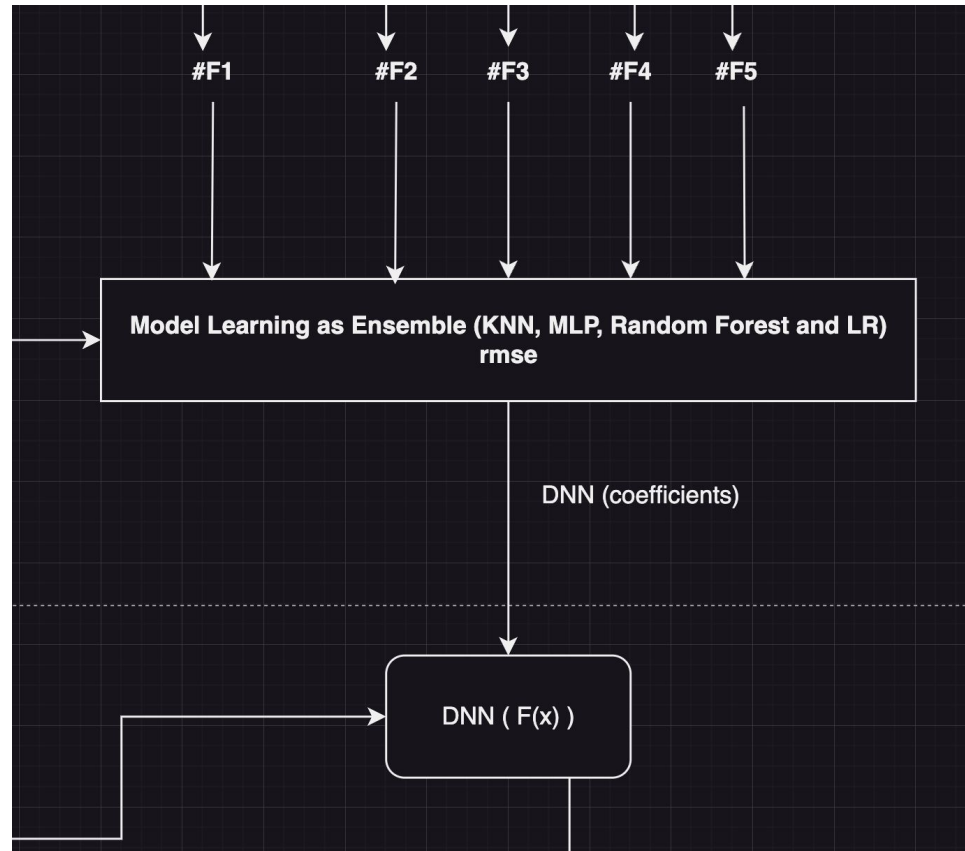 #F1 #F2 #F3 #F4 #F5
Model Learning as Ensemble (KNN, MLP, Random Forest and LR)
rmse
DNN (coefficients)
DNN ( F(x) )